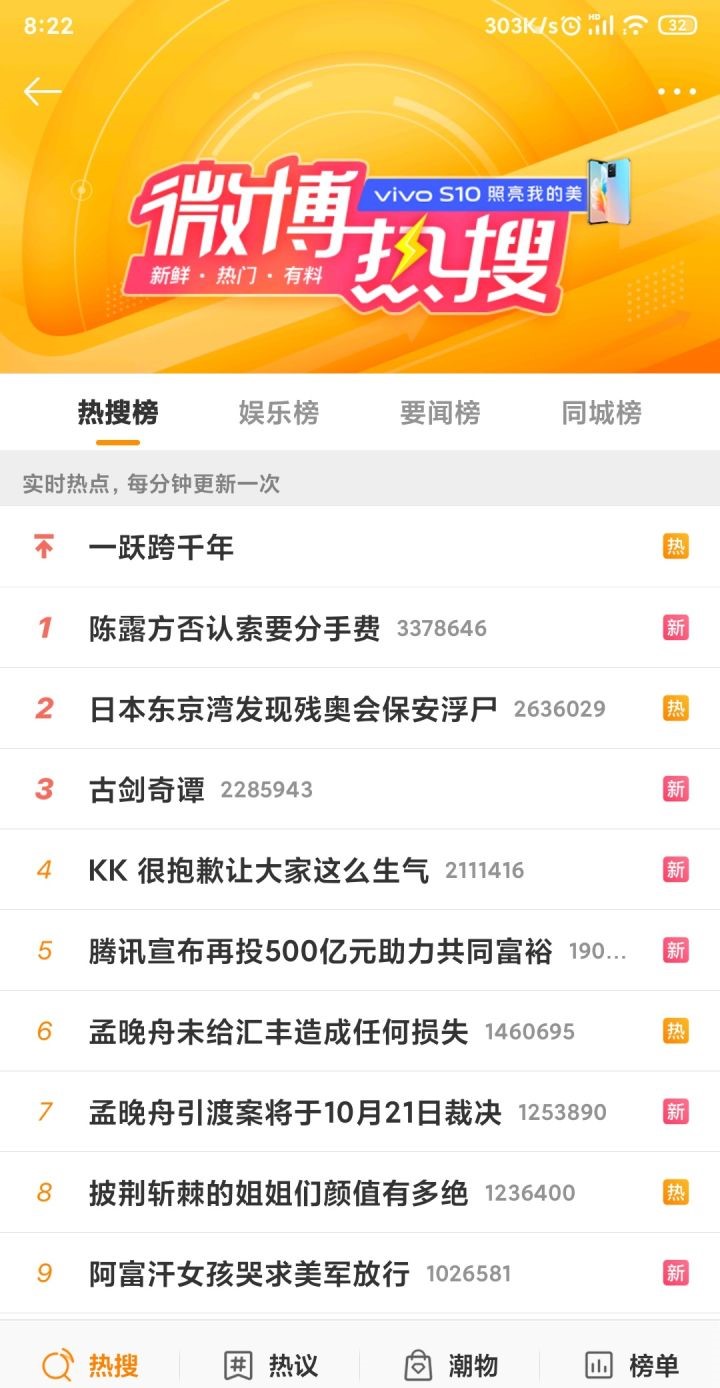 8:22
303K/s HD 32
微博热搜
vivo S10 照亮我的美
新鲜·热门·有料
热搜榜 娱乐榜 要闻榜 同城榜
实时热点，每分钟更新一次
一跃跨千年 热
1 陈露方否认索要分手费 3378646 新
2 日本东京湾发现残奥会保安浮尸 2636029 热
3 古剑奇谭 2285943 新
4 KK 很抱歉让大家这么生气 2111416 新
5 腾讯宣布再投500亿元助力共同富裕 190... 新
6 孟晚舟未给汇丰造成任何损失 1460695 热
7 孟晚舟引渡案将于10月21日裁决 1253890 新
8 披荆斩棘的姐姐们颜值有多绝 1236400 热
9 阿富汗女孩哭求美军放行 1026581 新
热搜 热议 潮物 榜单